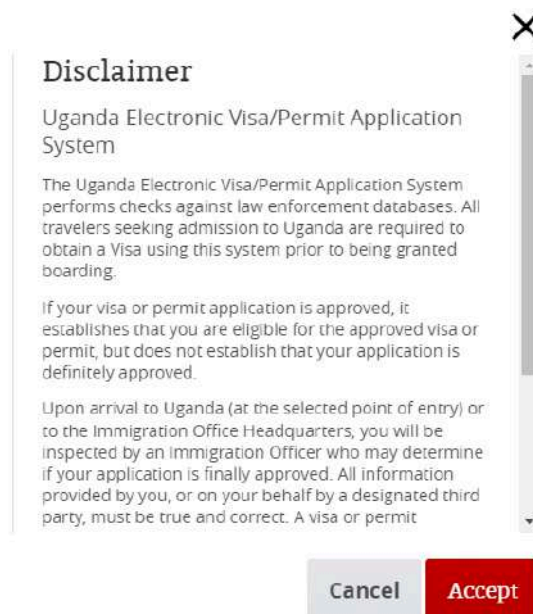 Disclaimer
Uganda Electronic Visa/Permit Application
System
The Uganda Electronic Visa/Permit Application System
performs checks against law enforcement databases. All
travelers seeking admission to Uganda are required to
obtain a Visa using this system prior to being granted
boarding.
If your visa or permit application is approved, it
establishes that you are eligible for the approved visa or
permit, but does not establish that your application is
definitely approved.
Upon arrival to Uganda (at the selected point of entry) or
to the Immigration Office Headquarters, you will be
inspected by an Immigration Officer who may determine
if your application is finally approved. All information
provided by you, or on your behalf by a designated third
party, must be true and correct. A visa or permit
Cancel Accept